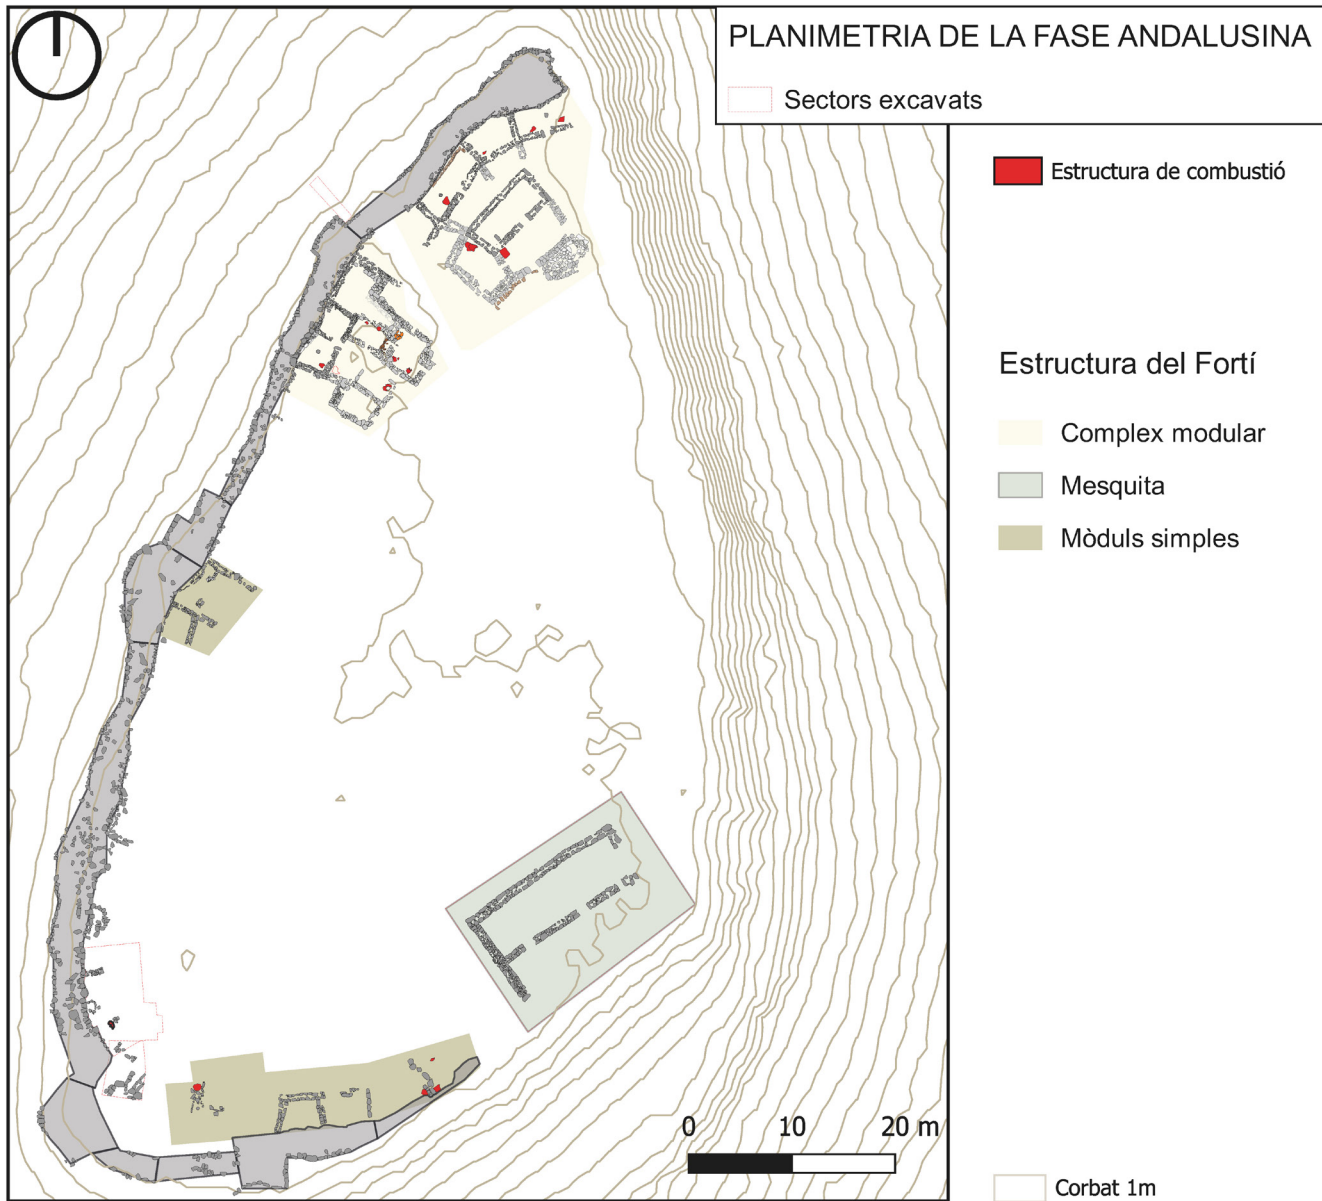 PLANIMETRIA DE LA FASE ANDALUSINA
Sectors excavats
Estructura de combustió
Estructura del Fortí
Complex modular
Mesquita
Mòduls simples
0 10 20 m
Corbat 1m